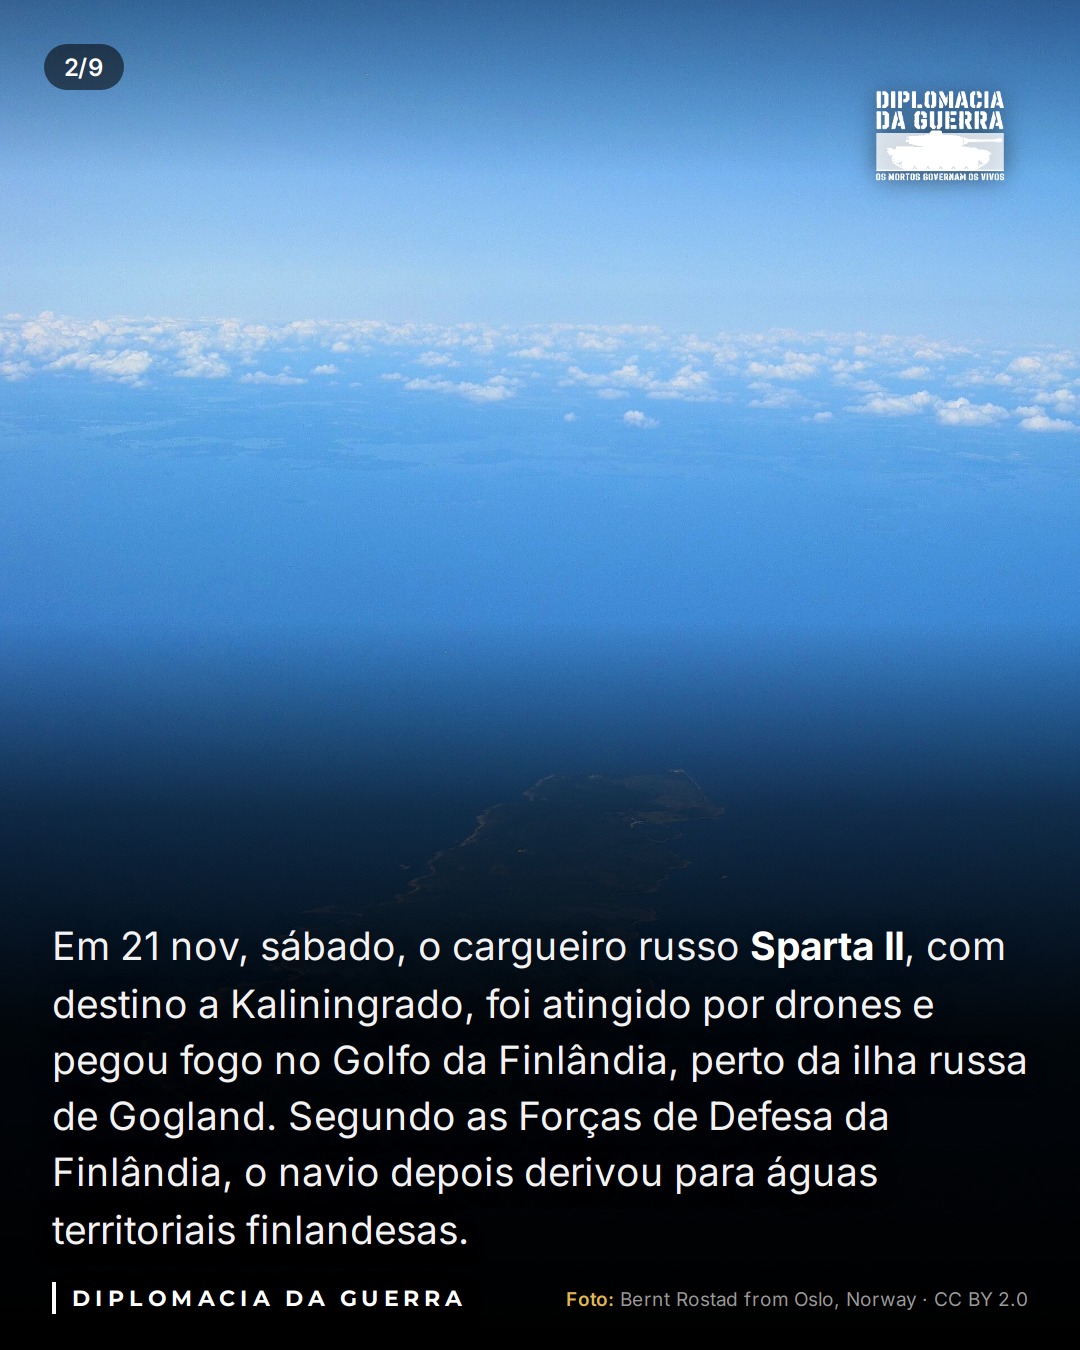 2/9
DIPLOMACIA
DA GUERRA
OS MORTOS GOVERNAM OS VIVOS
Em 21 nov, sábado, o cargueiro russo Sparta II, com
destino a Kaliningrado, foi atingido por drones e
pegou fogo no Golfo da Finlândia, perto da ilha russa
de Gogland. Segundo as Forças de Defesa da
Finlândia, o navio depois derivou para águas
territoriais finlandesas.
DIPLOMACIA DA GUERRA
Foto: Bernt Rostad from Oslo, Norway · CC BY 2.0